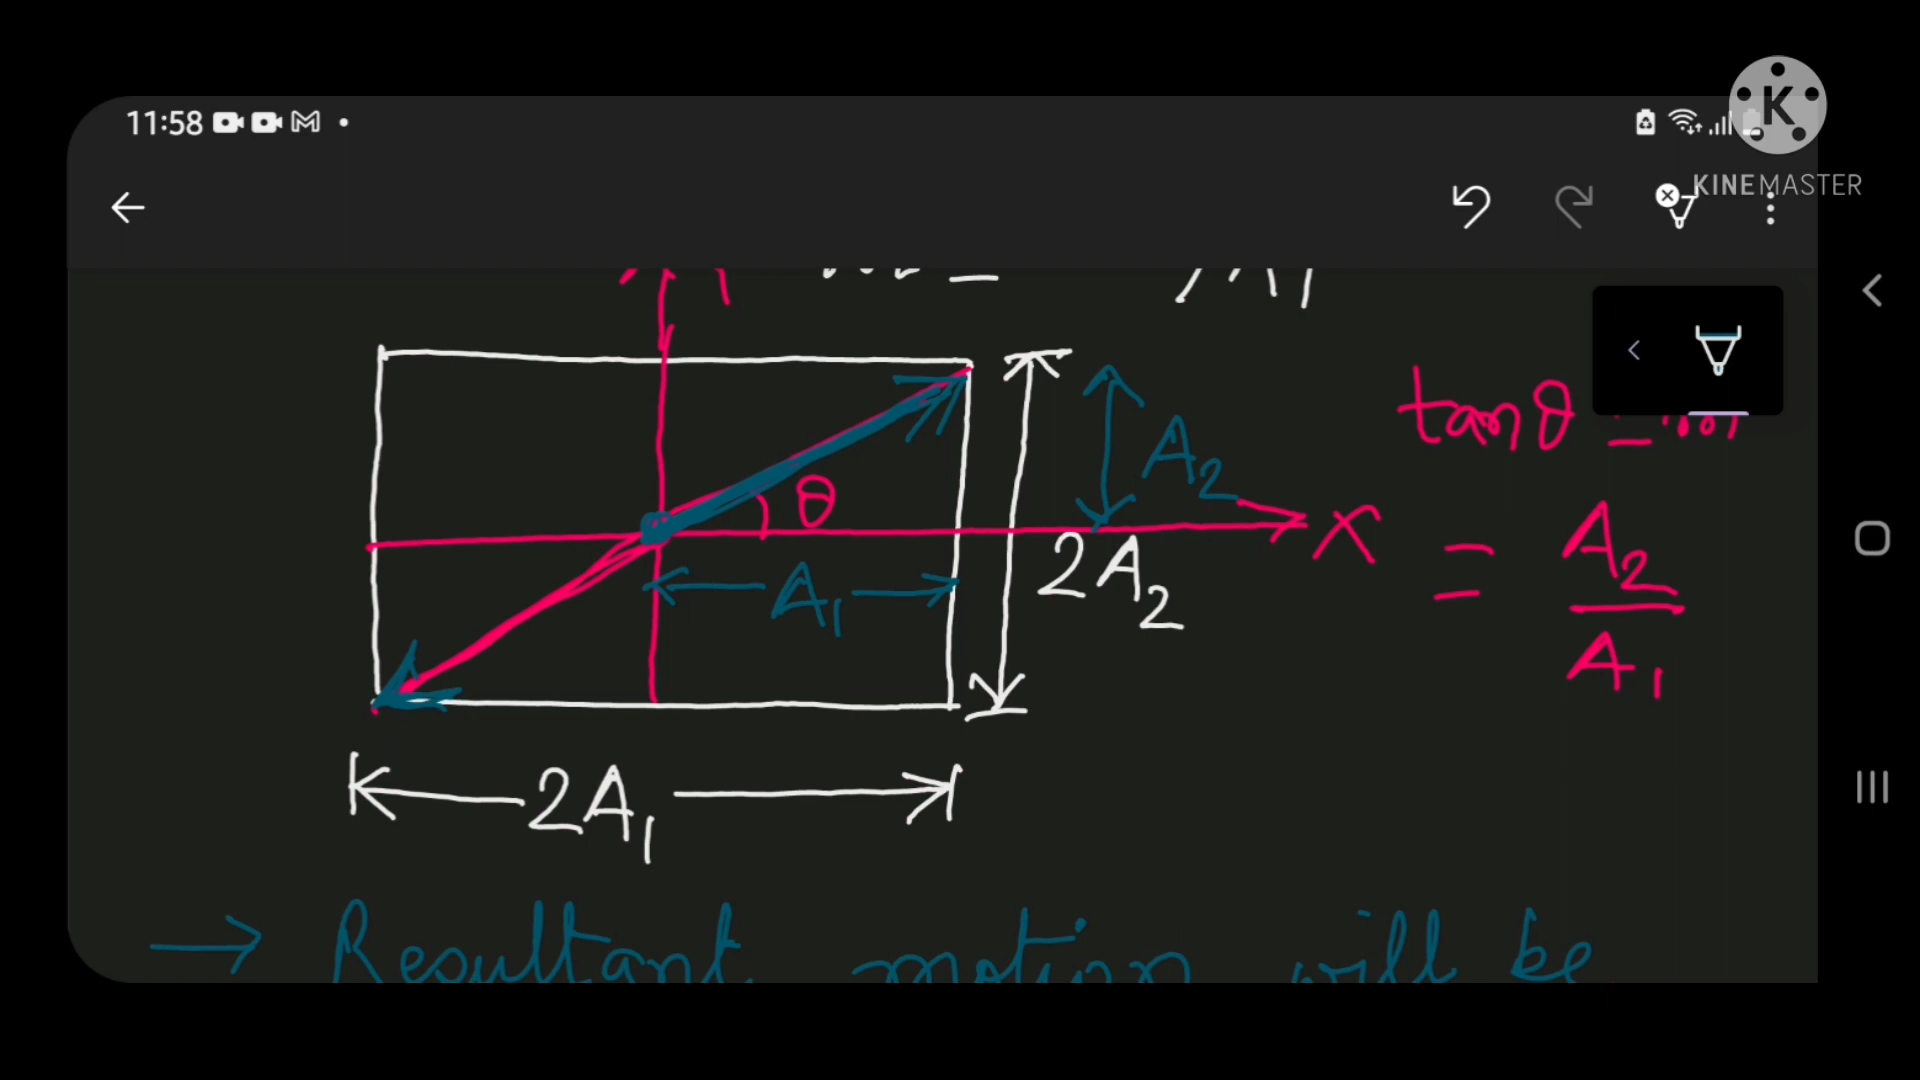 11:58
KINEMASTER
tanθ =
θ
A2
X
= A2
A1
A1
2A2
2A1
→ Resultant motion will be